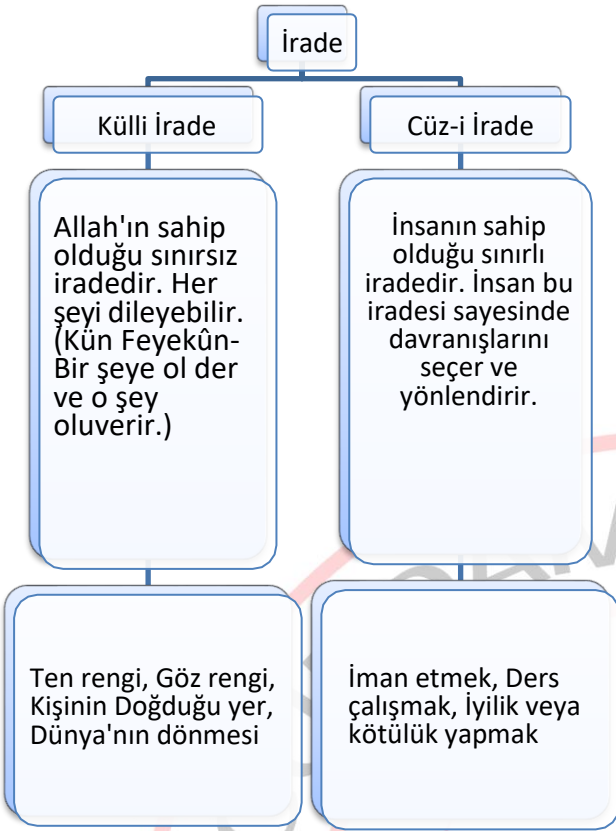 İrade
Külli İrade
Cüz-i İrade
Allah'ın sahip
olduğu sınırsız
iradedir. Her
şeyi dileyebilir.
(Kün Feyekûn-
Bir şeye ol der
ve o şey
oluverir.)
İnsanın sahip
olduğu sınırlı
iradedir. İnsan bu
iradesi sayesinde
davranışlarını
seçer ve
yönlendirir.
Ten rengi, Göz rengi,
Kişinin Doğduğu yer,
Dünya'nın dönmesi
İman etmek, Ders
çalışmak, İyilik veya
kötülük yapmak